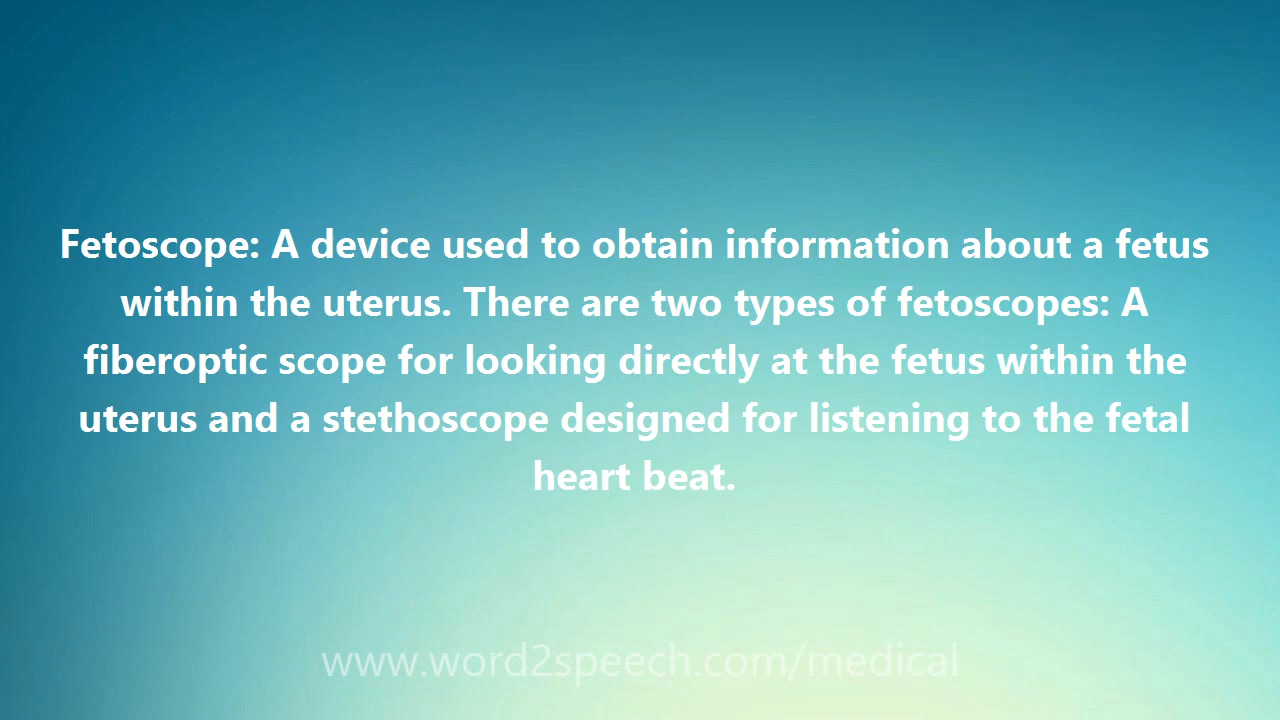 Fetoscope: A device used to obtain information about a fetus
within the uterus. There are two types of fetoscopes: A
fiberoptic scope for looking directly at the fetus within the
uterus and a stethoscope designed for listening to the fetal
heart beat.
www.word2speech.com/medical